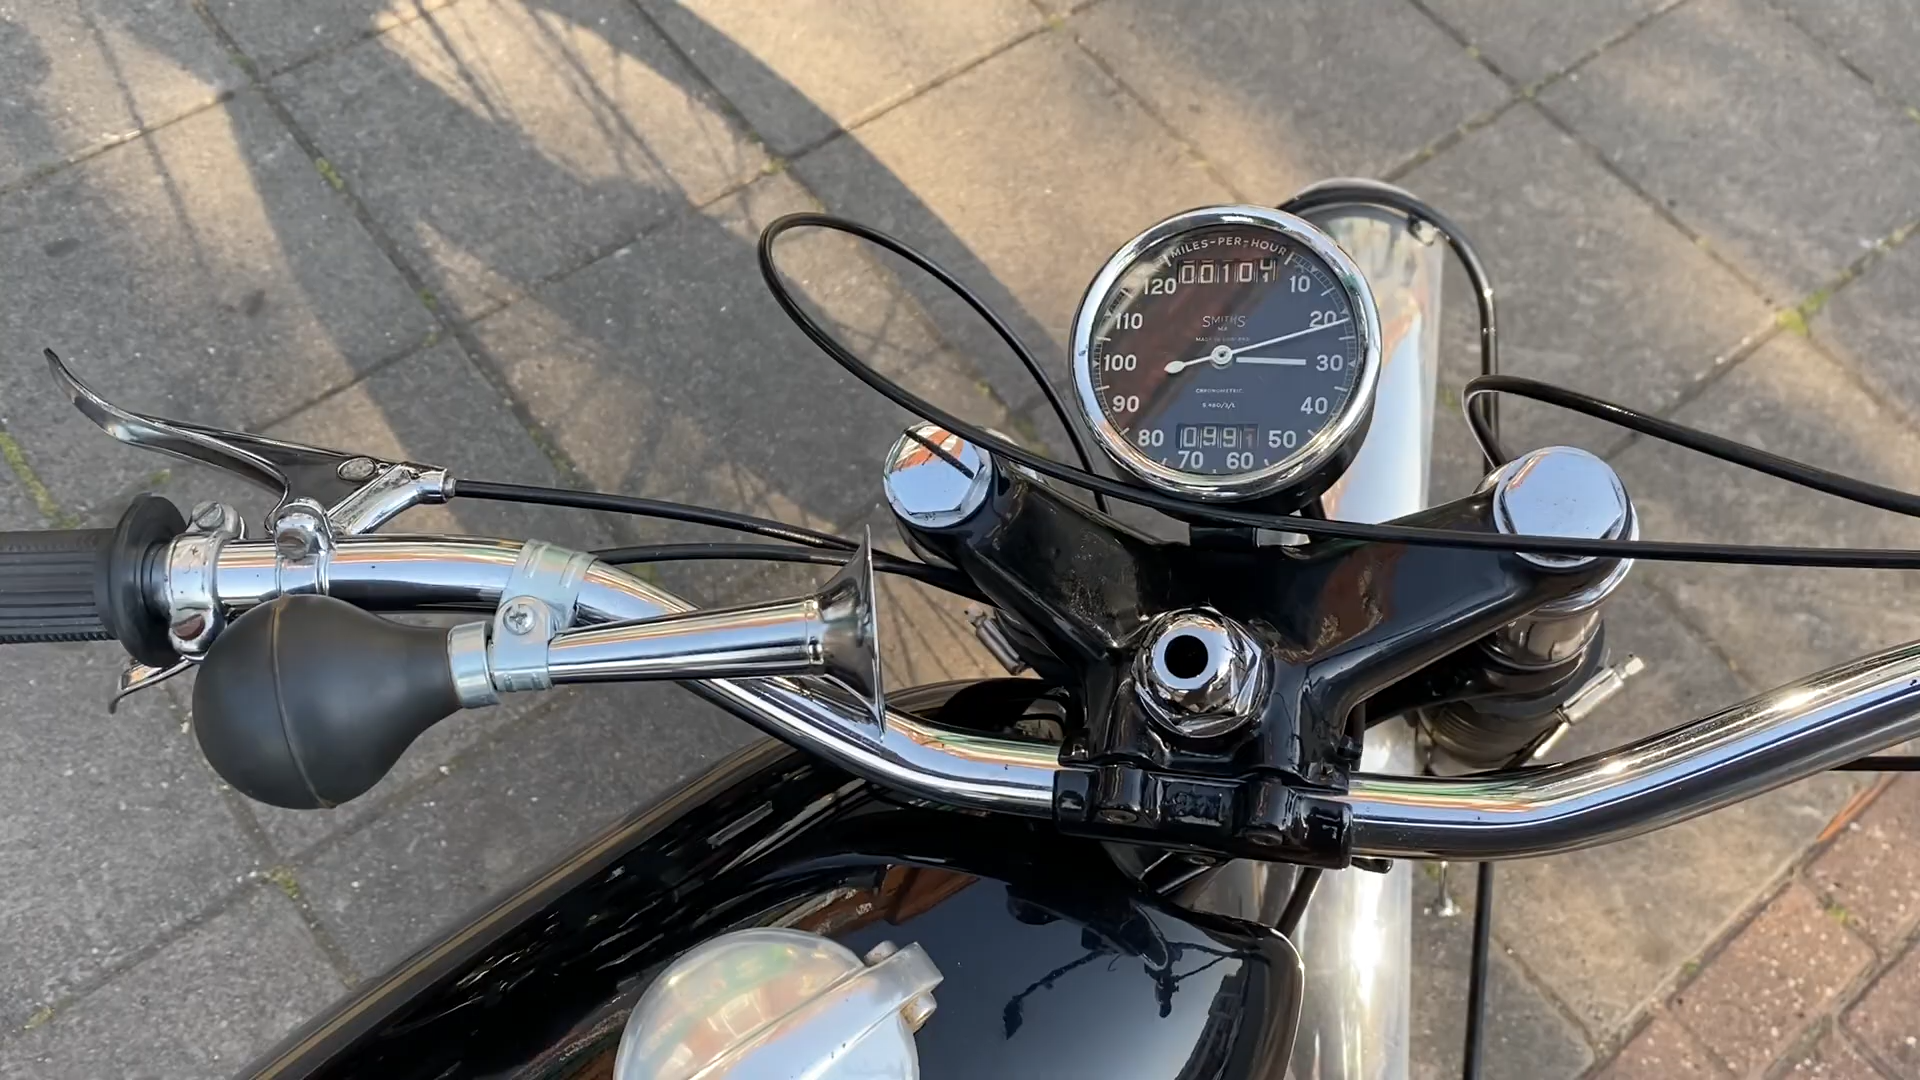 MILES-PER-HOUR
00104
120 10
110 SMITHS 20
MADE IN ENGLAND
100 30
CHRONOMETRIC
90 40
80 0991 50
70 60